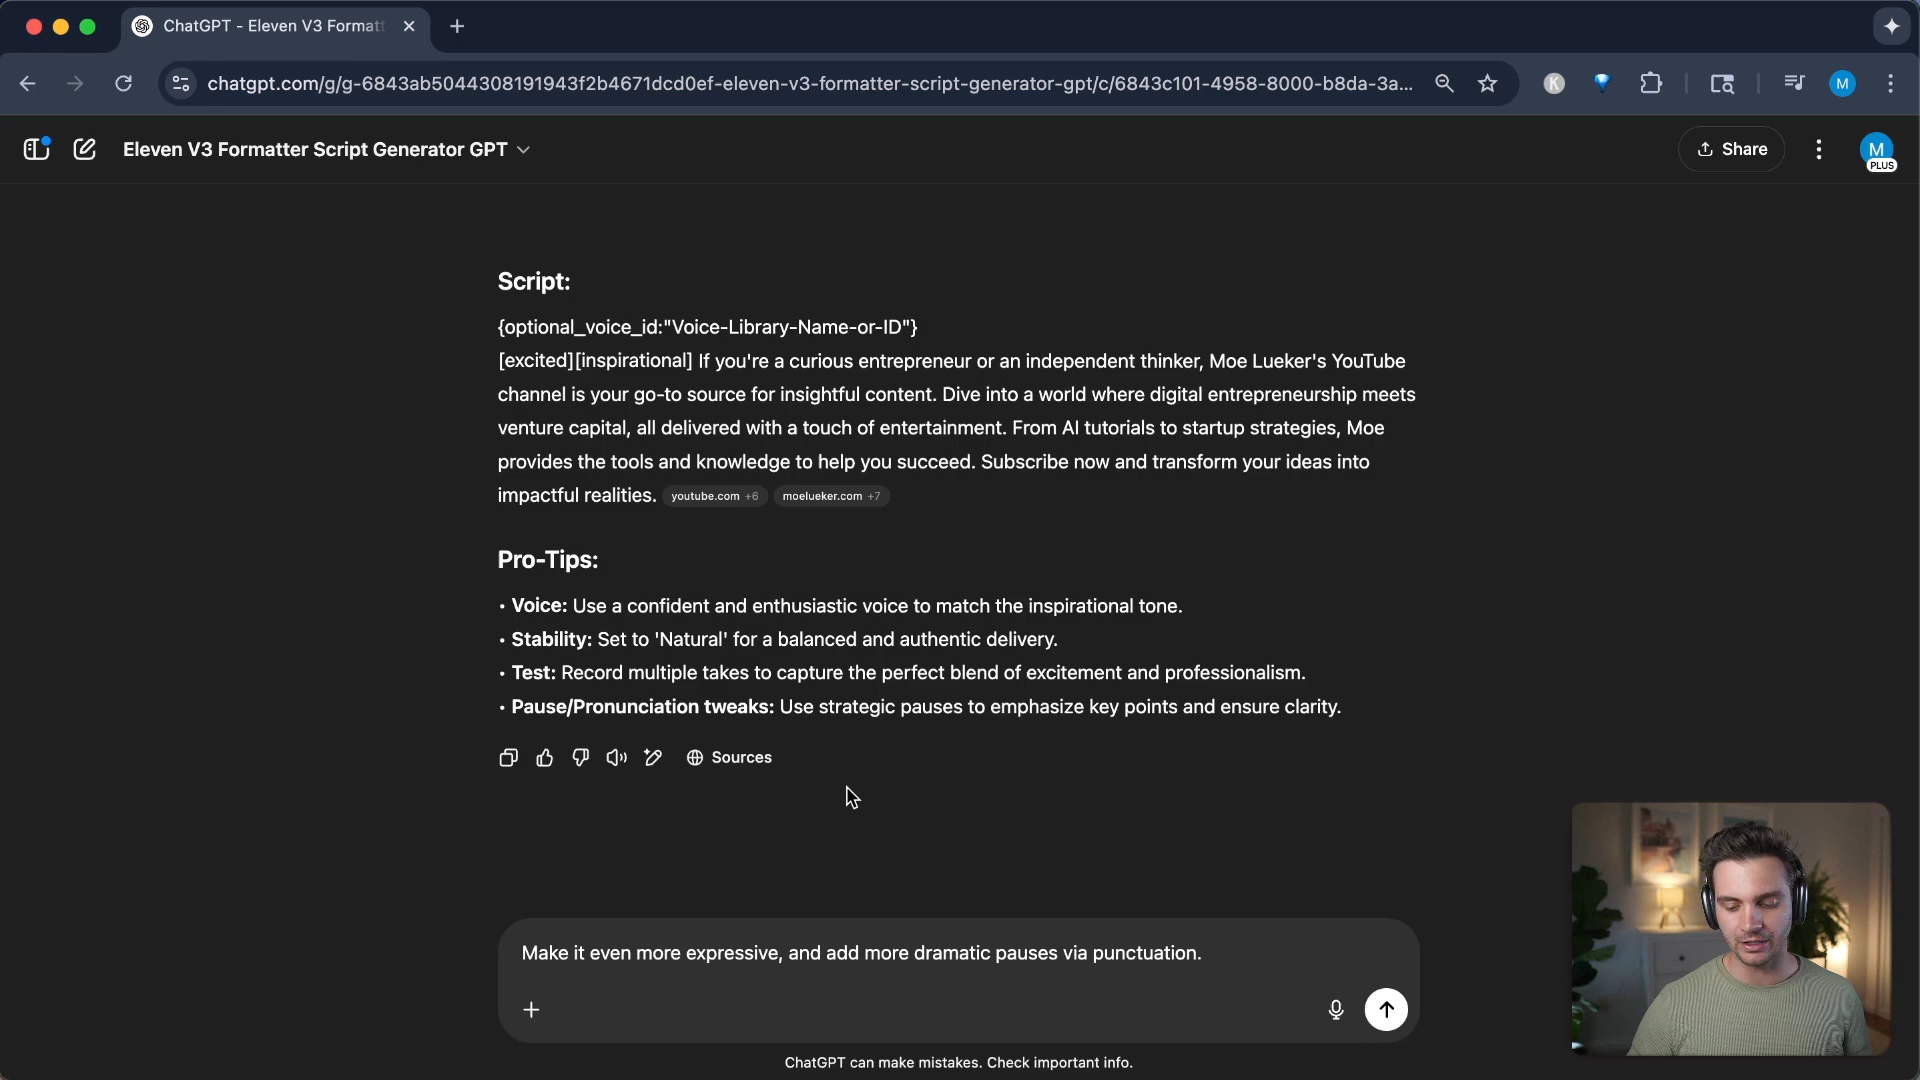 ChatGPT - Eleven V3 Format
chatgpt.com/g/g-6843ab5044308191943f2b4671dcd0ef-eleven-v3-formatter-script-generator-gpt/c/6843c101-4958-8000-b8da-3a...
K
M
Eleven V3 Formatter Script Generator GPT
Share
M
PLUS
Script:
{optional_voice_id:"Voice-Library-Name-or-ID"}
[excited][inspirational] If you're a curious entrepreneur or an independent thinker, Moe Lueker's YouTube
channel is your go-to source for insightful content. Dive into a world where digital entrepreneurship meets
venture capital, all delivered with a touch of entertainment. From AI tutorials to startup strategies, Moe
provides the tools and knowledge to help you succeed. Subscribe now and transform your ideas into
impactful realities. youtube.com +6 moelueker.com +7
Pro-Tips:
• Voice: Use a confident and enthusiastic voice to match the inspirational tone.
• Stability: Set to 'Natural' for a balanced and authentic delivery.
• Test: Record multiple takes to capture the perfect blend of excitement and professionalism.
• Pause/Pronunciation tweaks: Use strategic pauses to emphasize key points and ensure clarity.
Sources
Make it even more expressive, and add more dramatic pauses via punctuation.
ChatGPT can make mistakes. Check important info.